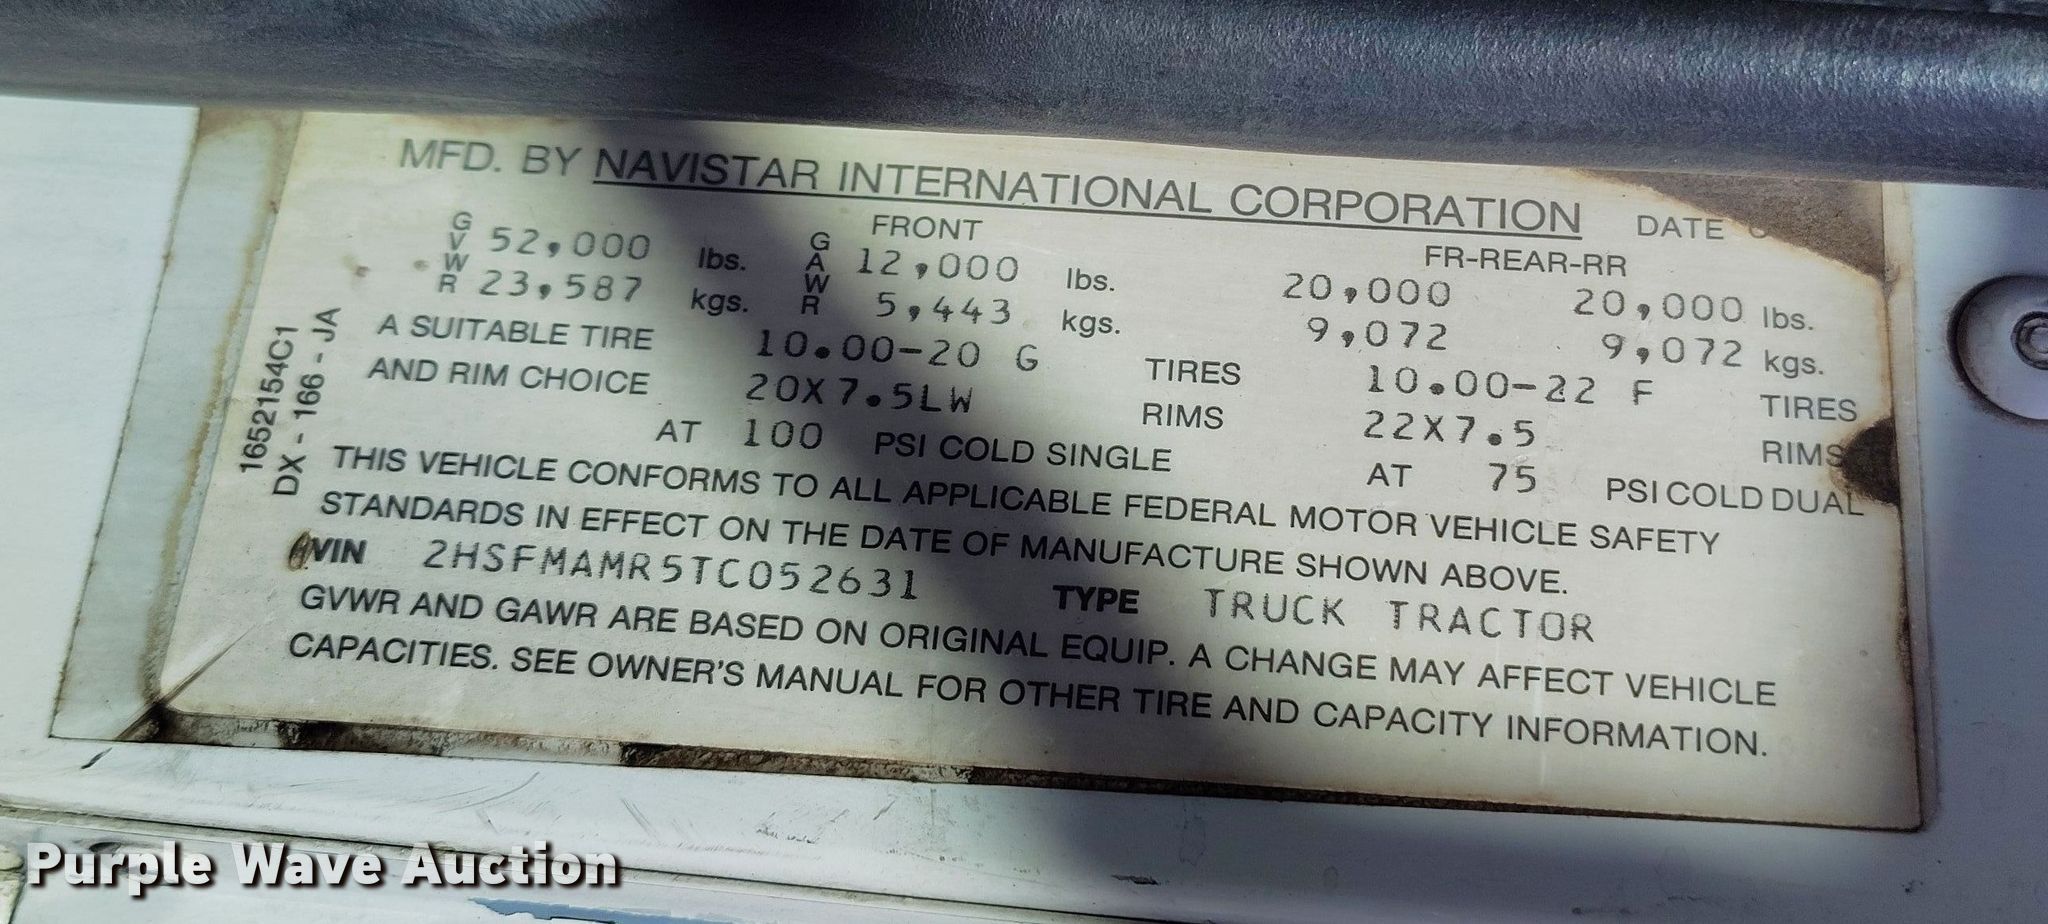 MFD. BY NAVISTAR INTERNATIONAL CORPORATION DATE
GVWR 52,000 lbs. GAWR FRONT 12,000 lbs. FR-REAR-RR 20,000 20,000 lbs.
23,587 kgs. 5,443 kgs. 9,072 9,072 kgs.
A SUITABLE TIRE 10.00-20 G TIRES 10.00-22 F TIRES
AND RIM CHOICE 20X7.5LW RIMS 22X7.5 RIMS
AT 100 PSI COLD SINGLE AT 75 PSI COLD DUAL
THIS VEHICLE CONFORMS TO ALL APPLICABLE FEDERAL MOTOR VEHICLE SAFETY
STANDARDS IN EFFECT ON THE DATE OF MANUFACTURE SHOWN ABOVE.
VIN 2HSFMAMR5TC052631 TYPE TRUCK TRACTOR
GVWR AND GAWR ARE BASED ON ORIGINAL EQUIP. A CHANGE MAY AFFECT VEHICLE
CAPACITIES. SEE OWNER'S MANUAL FOR OTHER TIRE AND CAPACITY INFORMATION.
1652154C1
DX - 166 - JA
Purple Wave Auction